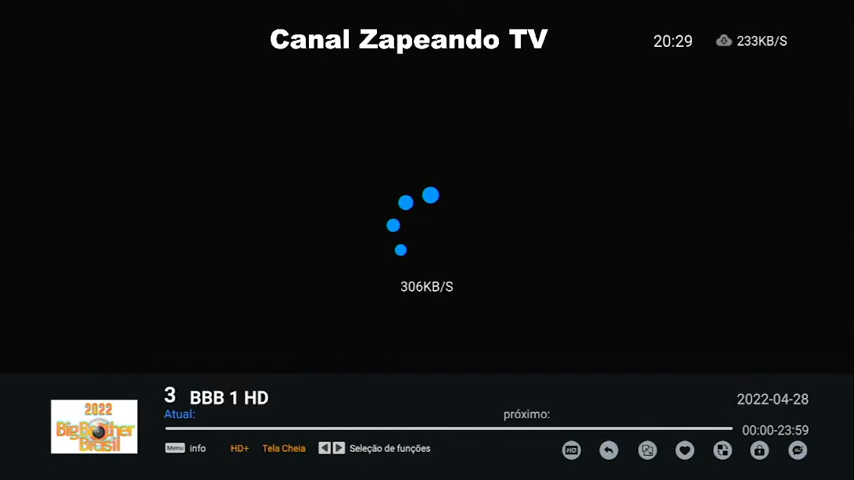 Canal Zapeando TV
20:29
233KB/S
306KB/S
3 BBB 1 HD
2022-04-28
Atual:
próximo:
00:00-23:59
2022
Big Brother
Brasil
Menu info HD+ Tela Cheia Seleção de funções
HD